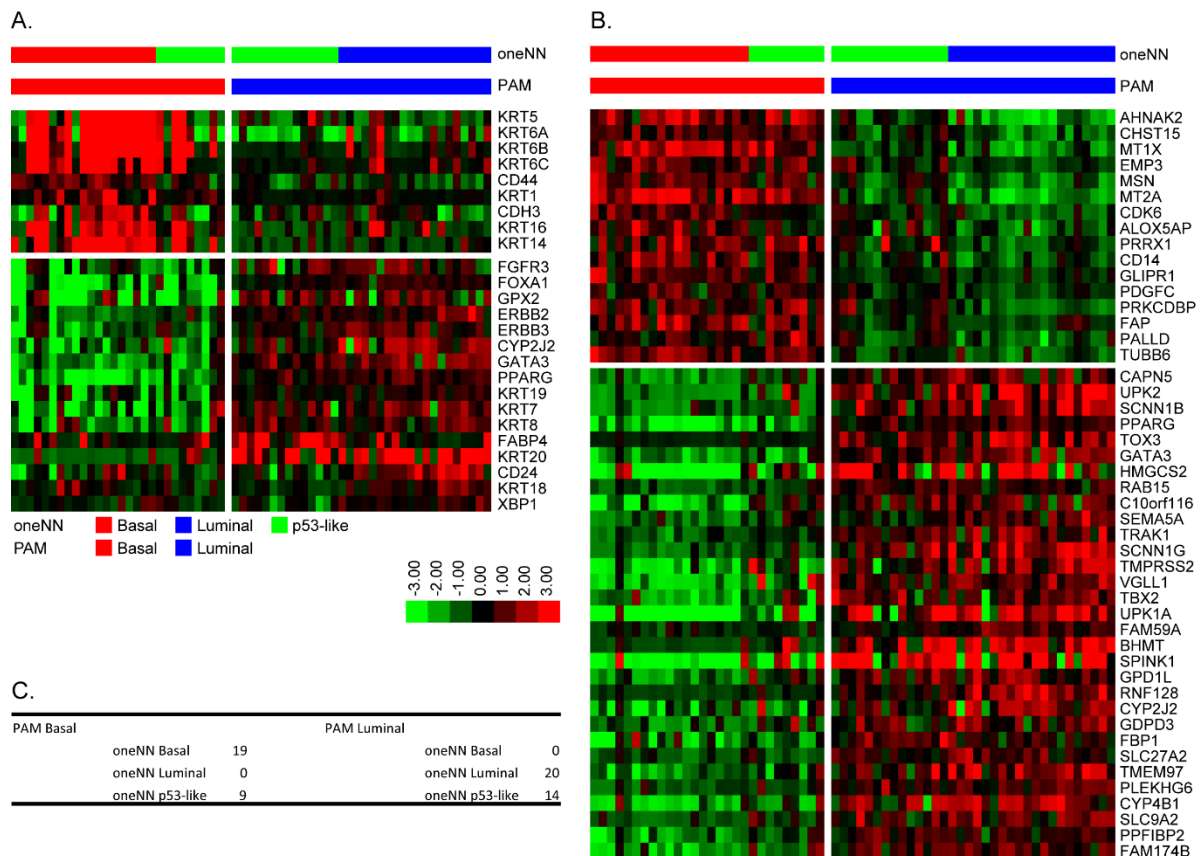 A.
oneNN
PAM
KRT5
KRT6A
KRT6B
KRT6C
CD44
KRT1
CDH3
KRT16
KRT14
FGFR3
FOXA1
GPX2
ERBB2
ERBB3
CYP2J2
GATA3
PPARG
KRT19
KRT7
KRT8
FABP4
KRT20
CD24
KRT18
XBP1
oneNN Basal Luminal p53-like
PAM Basal Luminal
-3.00 -2.00 -1.00 0.00 1.00 2.00 3.00
B.
oneNN
PAM
AHNAK2
CHST15
MT1X
EMP3
MSN
MT2A
CDK6
ALOX5AP
PRRX1
CD14
GLIPR1
PDGFC
PRKCDBP
FAP
PALLD
TUBB6
CAPN5
UPK2
SCNN1B
PPARG
TOX3
GATA3
HMGCS2
RAB15
C10orf116
SEMA5A
TRAK1
SCNN1G
TMPRSS2
VGLL1
TBX2
UPK1A
FAM59A
BHMT
SPINK1
GPD1L
RNF128
CYP2J2
GDPD3
FBP1
SLC27A2
TMEM97
PLEKHG6
CYP4B1
SLC9A2
PPFIBP2
FAM174B
C.
PAM Basal PAM Luminal
oneNN Basal 19 oneNN Basal 0
oneNN Luminal 0 oneNN Luminal 20
oneNN p53-like 9 oneNN p53-like 14